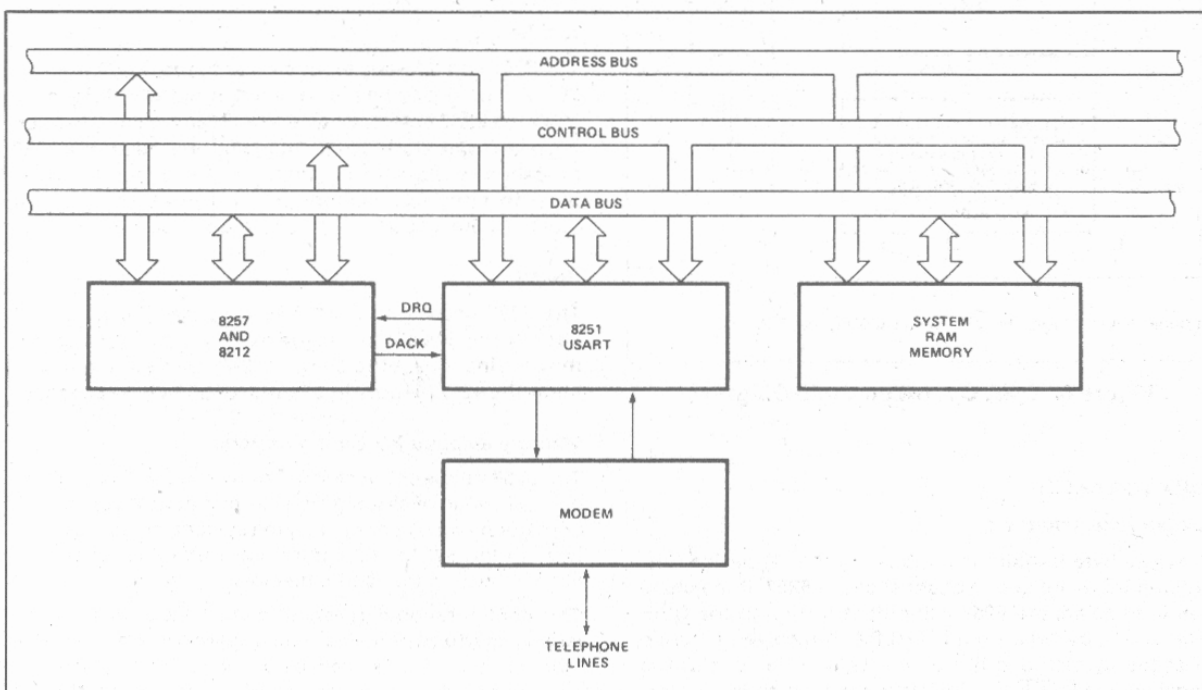 ADDRESS BUS
CONTROL BUS
DATA BUS
8257
AND
8212
DRQ
DACK
8251
USART
SYSTEM
RAM
MEMORY
MODEM
TELEPHONE
LINES